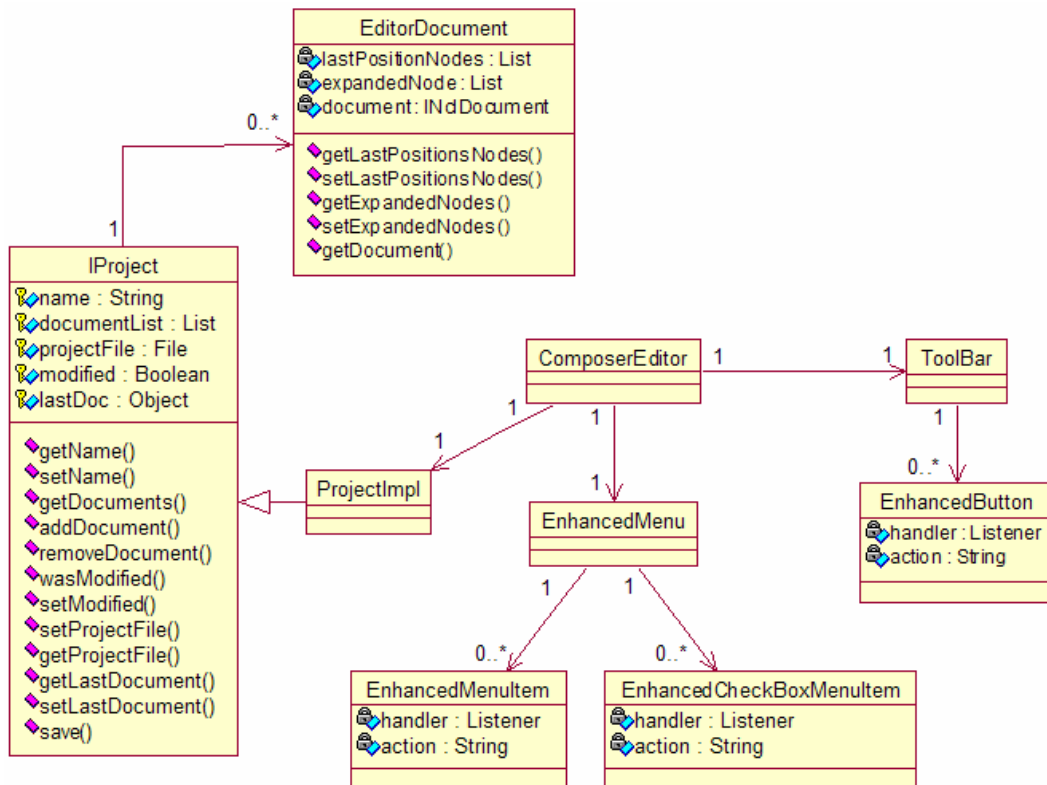 EditorDocument
lastPositionNodes : List
expandedNode : List
document: INclDocument
getLastPositionsNodes()
setLastPositionsNodes()
getExpandedNodes()
setExpandedNodes()
getDocument()
0..*
1
IProject
name : String
documentList : List
projectFile : File
modified : Boolean
lastDoc : Object
getName()
setName()
getDocuments()
addDocument()
removeDocument()
wasModified()
setModified()
setProjectFile()
getProjectFile()
getLastDocument()
setLastDocument()
save()
ComposerEditor
1
1
ToolBar
1
1
1
1
ProjectImpl
1
0..*
EnhancedMenu
EnhancedButton
handler : Listener
action : String
1
1
0..*
0..*
EnhancedMenuItem
handler : Listener
action : String
EnhancedCheckBoxMenuItem
handler : Listener
action : String